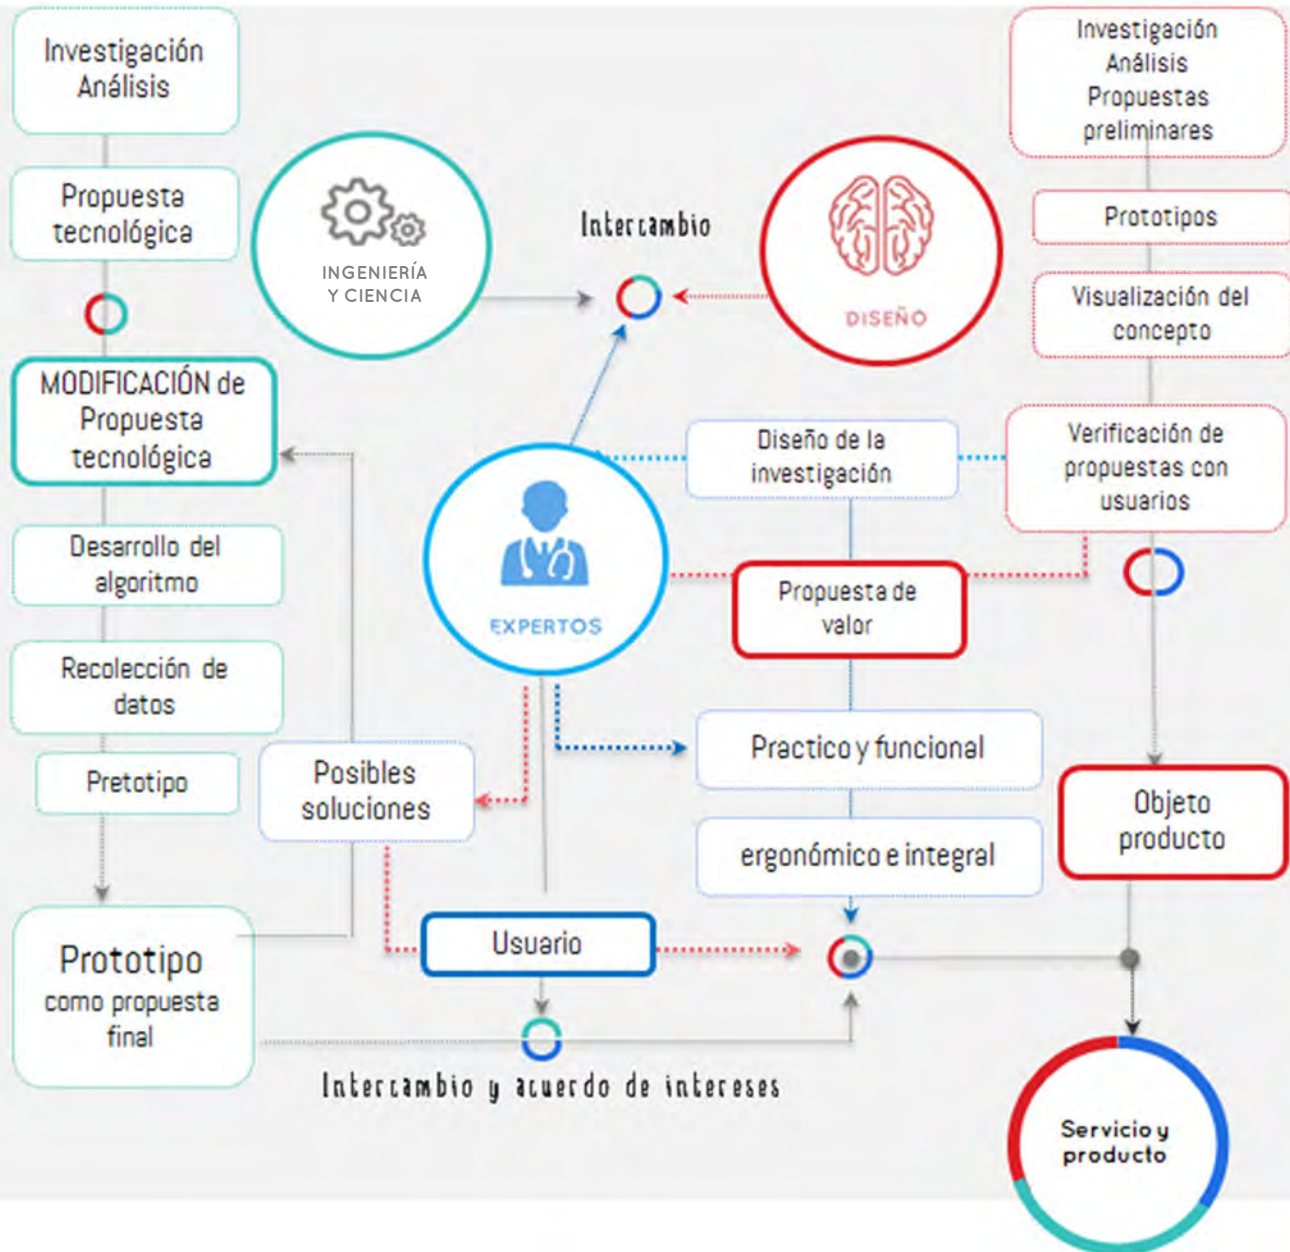 Investigación
Análisis
Propuesta
tecnológica
MODIFICACIÓN de
Propuesta
tecnológica
Desarrollo del
algoritmo
Recolección de
datos
Pretotipo
Prototipo
como propuesta
final
INGENIERÍA
Y CIENCIA
Intercambio
DISEÑO
EXPERTOS
Posibles
soluciones
Usuario
Intercambio y acuerdo de intereses
Diseño de la
investigación
Propuesta de
valor
Practico y funcional
ergonómico e integral
Investigación
Análisis
Propuestas
preliminares
Prototipos
Visualización del
concepto
Verificación de
propuestas con
usuarios
Objeto
producto
Servicio y
producto